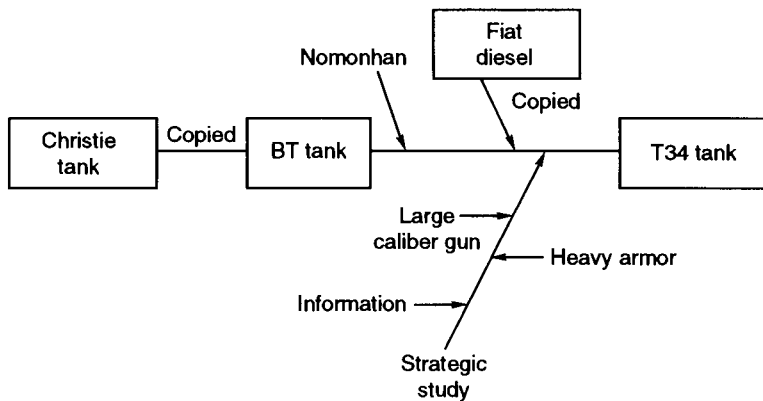 Fiat
diesel
Nomonhan
Copied
Christie
tank
Copied
BT tank
T34 tank
Large
caliber gun
Heavy armor
Information
Strategic
study